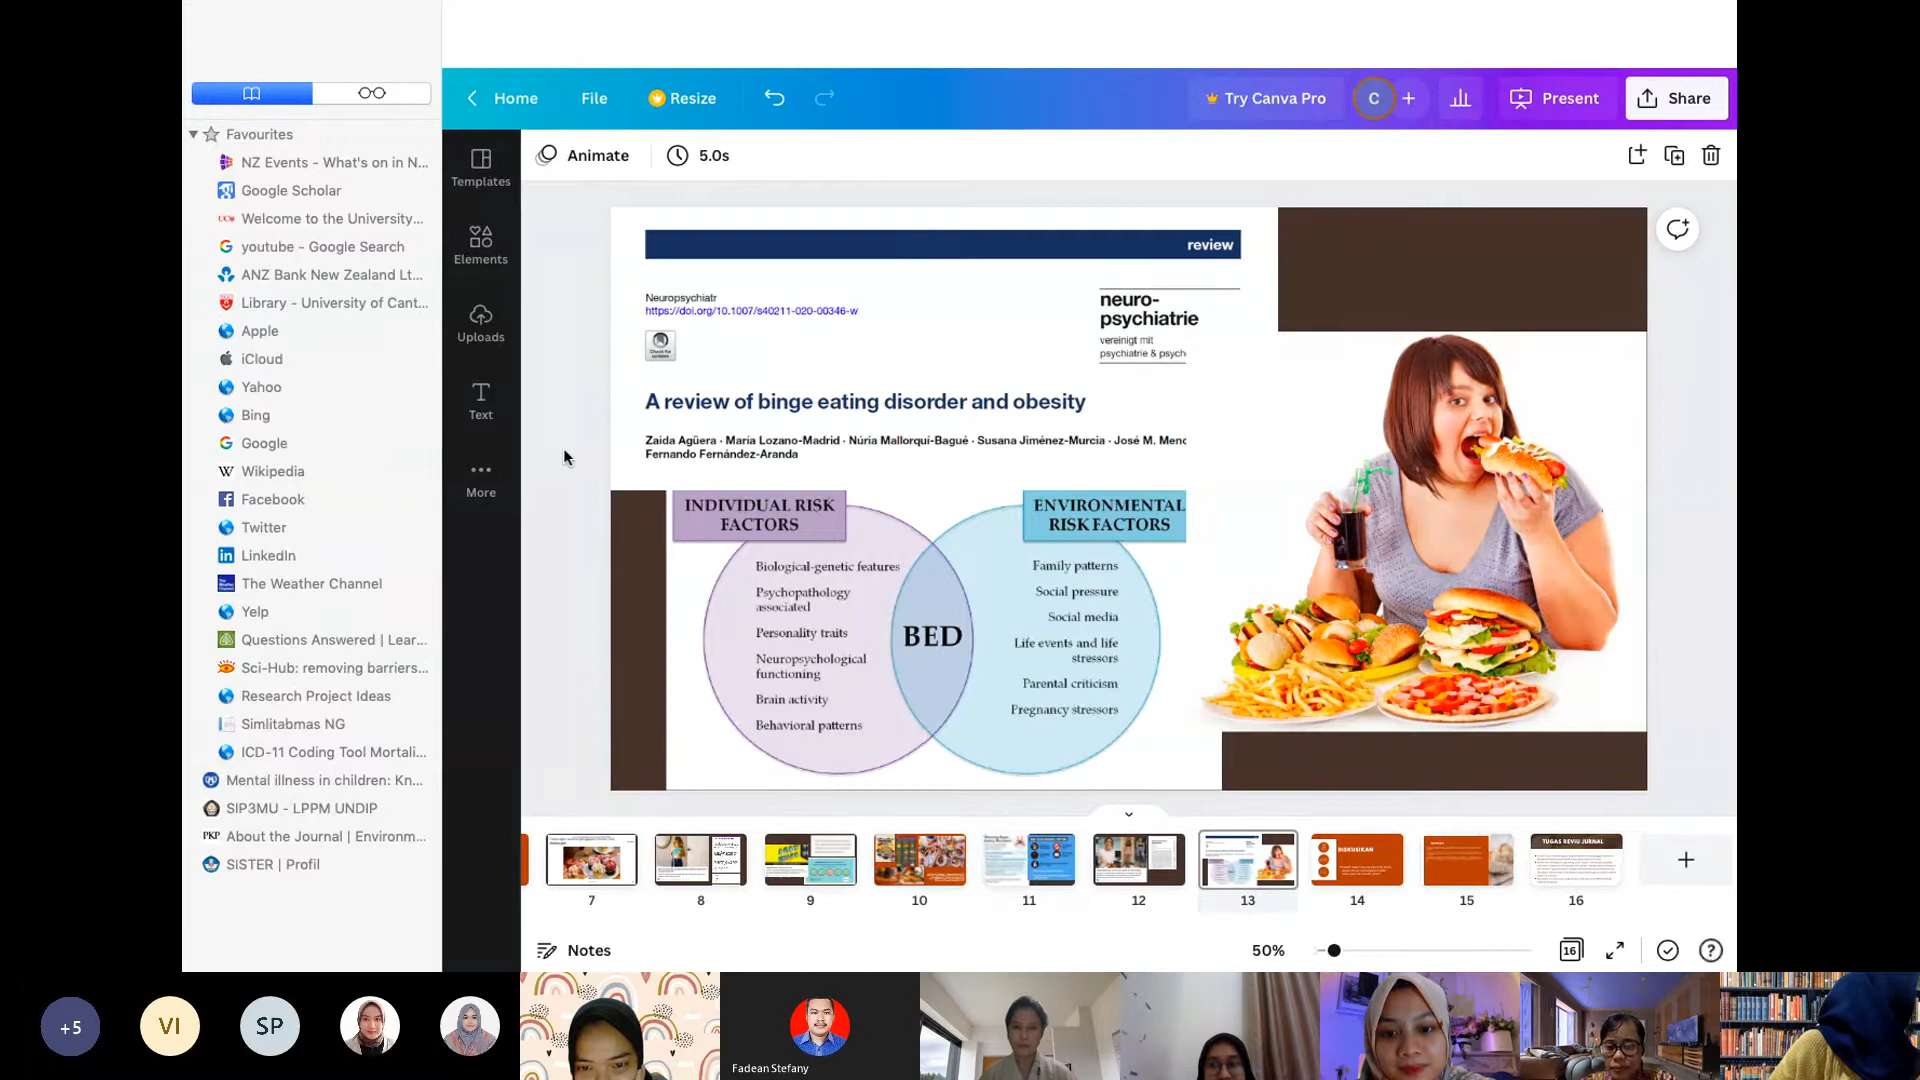 Home
File
Resize
Try Canva Pro
C
Present
Share
Favourites
NZ Events - What's on in N...
Google Scholar
Welcome to the University...
youtube - Google Search
ANZ Bank New Zealand Lt...
Library - University of Cant...
Apple
iCloud
Yahoo
Bing
Google
Wikipedia
Facebook
Twitter
LinkedIn
The Weather Channel
Yelp
Questions Answered | Lear...
Sci-Hub: removing barriers...
Research Project Ideas
Simlitabmas NG
ICD-11 Coding Tool Mortali...
Mental illness in children: Kn...
SIP3MU - LPPM UNDIP
PKP About the Journal | Environm...
SISTER | Profil
Templates
Elements
Uploads
Text
More
Animate
5.0s
review
Neuropsychiatr
https://doi.org/10.1007/s40211-020-00346-w
Check for
updates
neuro-
psychiatrie
vereinigt mit
psychiatrie & psych
A review of binge eating disorder and obesity
Zaida Agüera · María Lozano-Madrid · Núria Mallorquí-Bagué · Susana Jiménez-Murcia · José M. Menc
Fernando Fernández-Aranda
INDIVIDUAL RISK
FACTORS
Biological-genetic features
Psychopathology
associated
Personality traits
Neuropsychological
functioning
Brain activity
Behavioral patterns
BED
ENVIRONMENTAL
RISK FACTORS
Family patterns
Social pressure
Social media
Life events and life
stressors
Parental criticism
Pregnancy stressors
DISKUSIKAN
TUGAS REVIU JURNAL
7
8
9
10
11
12
13
14
15
16
Notes
50%
16
+5
VI
SP
Fadean Stefany